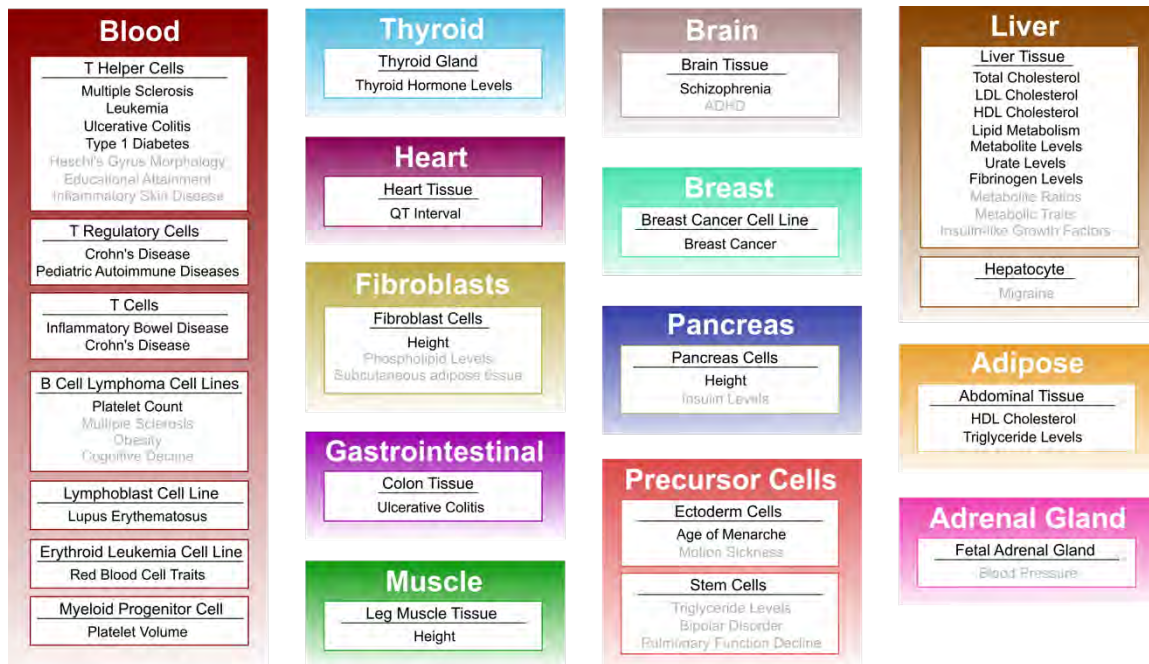 Blood
T Helper Cells
Multiple Sclerosis
Leukemia
Ulcerative Colitis
Type 1 Diabetes
Heschl's Gyrus Morphology
Educational Attainment
Inflammatory Skin Disease
T Regulatory Cells
Crohn's Disease
Pediatric Autoimmune Diseases
T Cells
Inflammatory Bowel Disease
Crohn's Disease
B Cell Lymphoma Cell Lines
Platelet Count
Multiple Sclerosis
Obesity
Cognitive Decline
Lymphoblast Cell Line
Lupus Erythematosus
Erythroid Leukemia Cell Line
Red Blood Cell Traits
Myeloid Progenitor Cell
Platelet Volume
Thyroid
Thyroid Gland
Thyroid Hormone Levels
Heart
Heart Tissue
QT Interval
Fibroblasts
Fibroblast Cells
Height
Phospholipid Levels
Subcutaneous adipose tissue
Gastrointestinal
Colon Tissue
Ulcerative Colitis
Muscle
Leg Muscle Tissue
Height
Brain
Brain Tissue
Schizophrenia
ADHD
Breast
Breast Cancer Cell Line
Breast Cancer
Pancreas
Pancreas Cells
Height
Insulin Levels
Precursor Cells
Ectoderm Cells
Age of Menarche
Motion Sickness
Stem Cells
Triglyceride Levels
Bipolar Disorder
Pulmonary Function Decline
Liver
Liver Tissue
Total Cholesterol
LDL Cholesterol
HDL Cholesterol
Lipid Metabolism
Metabolite Levels
Urate Levels
Fibrinogen Levels
Metabolite Ratios
Metabolic Traits
Insulin-like Growth Factors
Hepatocyte
Migraine
Adipose
Abdominal Tissue
HDL Cholesterol
Triglyceride Levels
Adrenal Gland
Fetal Adrenal Gland
Blood Pressure